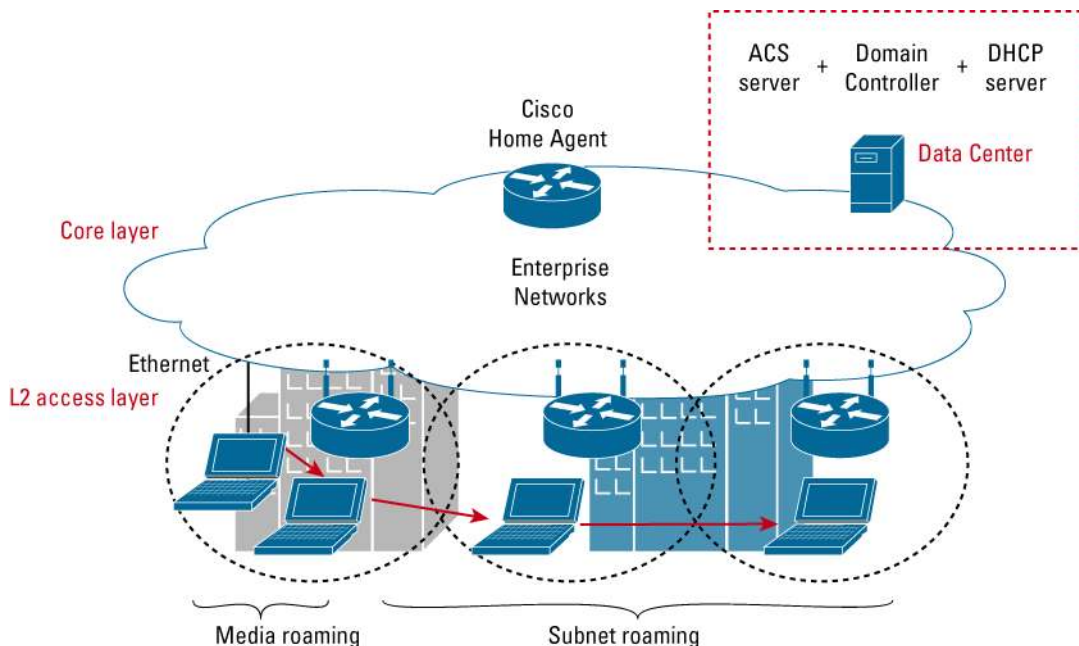 ACS server + Domain Controller + DHCP server
Data Center
Cisco
Home Agent
Core layer
Enterprise
Networks
Ethernet
L2 access layer
Media roaming
Subnet roaming